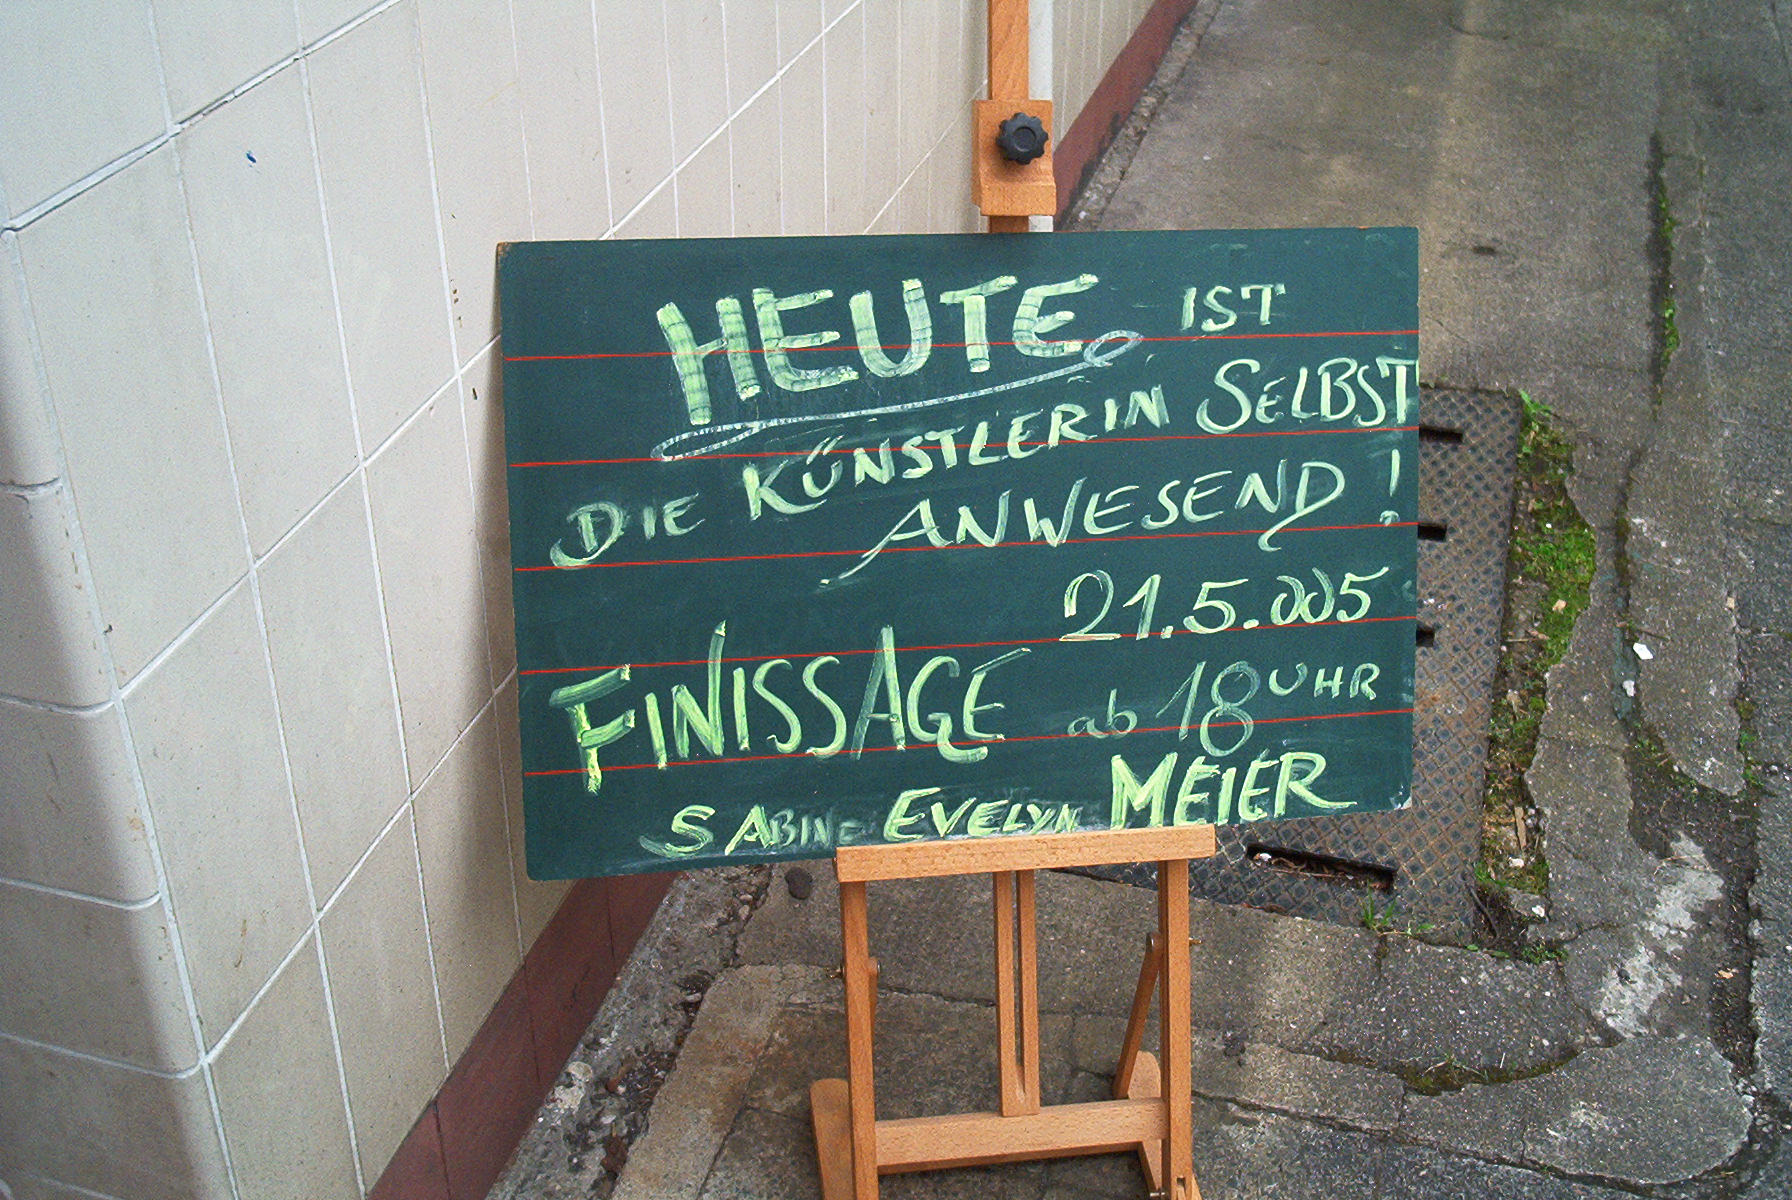 HEUTE IST
DIE KÜNSTLERIN SELBST
ANWESEND!
21.5.005
FINISSAGE ab 18 UHR
SABINE EVELYN MEIER